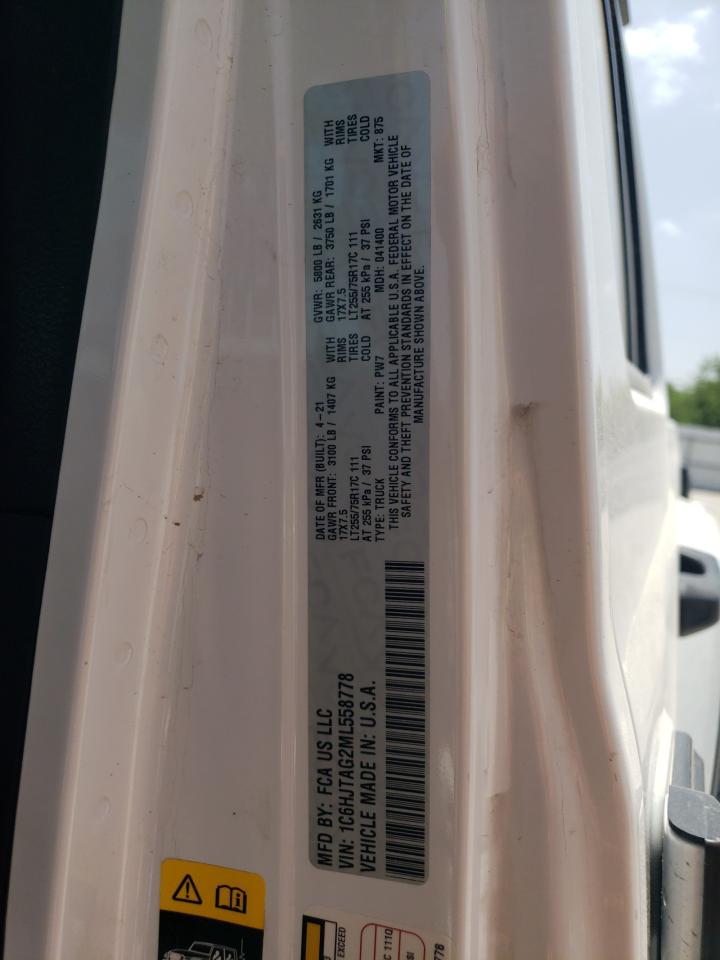 MFD BY: FCA US LLC
VIN: 1C6HJTAG2ML558778
VEHICLE MADE IN: U.S.A.
DATE OF MFR (BUILT): 4-21 GVWR: 5800 LB / 2631 KG
GAWR FRONT: 3100 LB / 1407 KG WITH GAWR REAR: 3750 LB / 1701 KG WITH
17X7.5 RIMS 17X7.5 RIMS
LT255/75R17C 111 TIRES LT255/75R17C 111 TIRES
AT 255 kPa / 37 PSI COLD AT 255 kPa / 37 PSI COLD
TYPE: TRUCK PAINT: PW7 MDH: 041400 MKT: 875
THIS VEHICLE CONFORMS TO ALL APPLICABLE U.S.A. FEDERAL MOTOR VEHICLE
SAFETY AND THEFT PREVENTION STANDARDS IN EFFECT ON THE DATE OF
MANUFACTURE SHOWN ABOVE.
EXCEED
C 111Q
SI
778